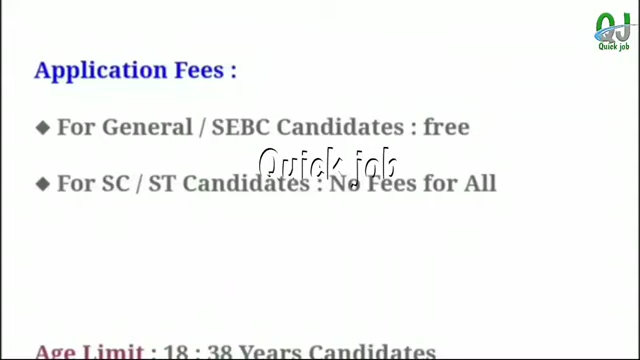 QJ
Quick job
Application Fees :
◆ For General / SEBC Candidates : free
Quick job
◆ For SC / ST Candidates : No Fees for All
Age Limit : 18 : 38 Years Candidates